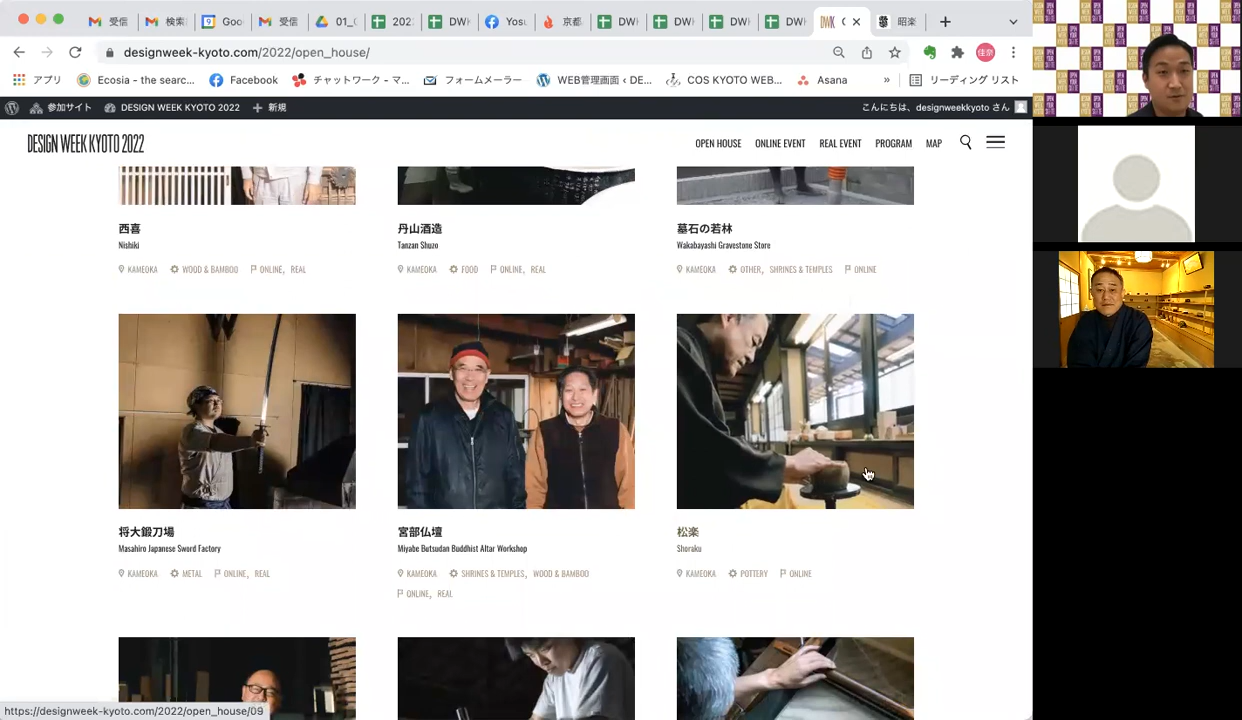 受信
検索
Goo
受信
01_
202
DW
Yosu
京都
DW
DW
DW
DW
DWK
昭楽
designweek-kyoto.com/2022/open_house/
佳奈
アプリ
Ecosia - the searc...
Facebook
チャットワーク - マ...
フォームメーラー
WEB管理画面 ‹ DE...
COS KYOTO WEB...
Asana
»
リーディング リスト
参加サイト
DESIGN WEEK KYOTO 2022
新規
こんにちは、designweekkyoto さん
DESIGN WEEK KYOTO 2022
OPEN HOUSE
ONLINE EVENT
REAL EVENT
PROGRAM
MAP
西喜
Nishiki
KAMEOKA WOOD & BAMBOO ONLINE, REAL
丹山酒造
Tanzan Shuzo
KAMEOKA FOOD ONLINE, REAL
墓石の若林
Wakabayashi Gravestone Store
KAMEOKA OTHER, SHRINES & TEMPLES ONLINE
将大鍛刀場
Masahiro Japanese Sword Factory
KAMEOKA METAL ONLINE, REAL
宮部仏壇
Miyabe Butsudan Buddhist Altar Workshop
KAMEOKA SHRINES & TEMPLES, WOOD & BAMBOO
ONLINE, REAL
松楽
Shoraku
KAMEOKA POTTERY ONLINE
https://designweek-kyoto.com/2022/open_house/09